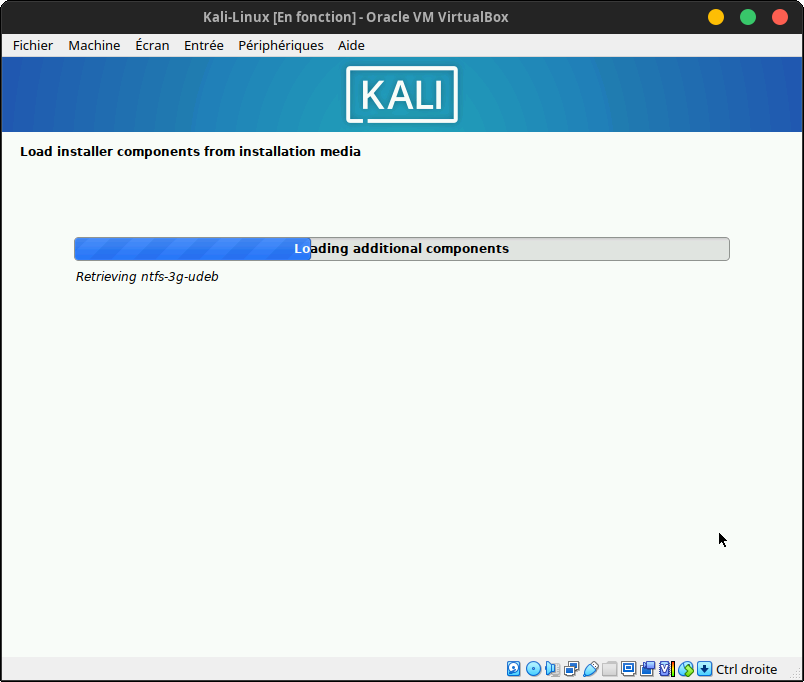 Kali-Linux [En fonction] - Oracle VM VirtualBox
Fichier Machine Écran Entrée Périphériques Aide
KALI
Load installer components from installation media
Loading additional components
Retrieving ntfs-3g-udeb
Ctrl droite